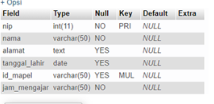 + Opsi
Field Type Null Key Default Extra
nip int(11) NO PRI NULL
nama varchar(50) NO NULL
alamat text YES NULL
tanggal_lahir date YES NULL
id_mapel varchar(50) YES MUL NULL
jam_mengajar varchar(50) NO NULL